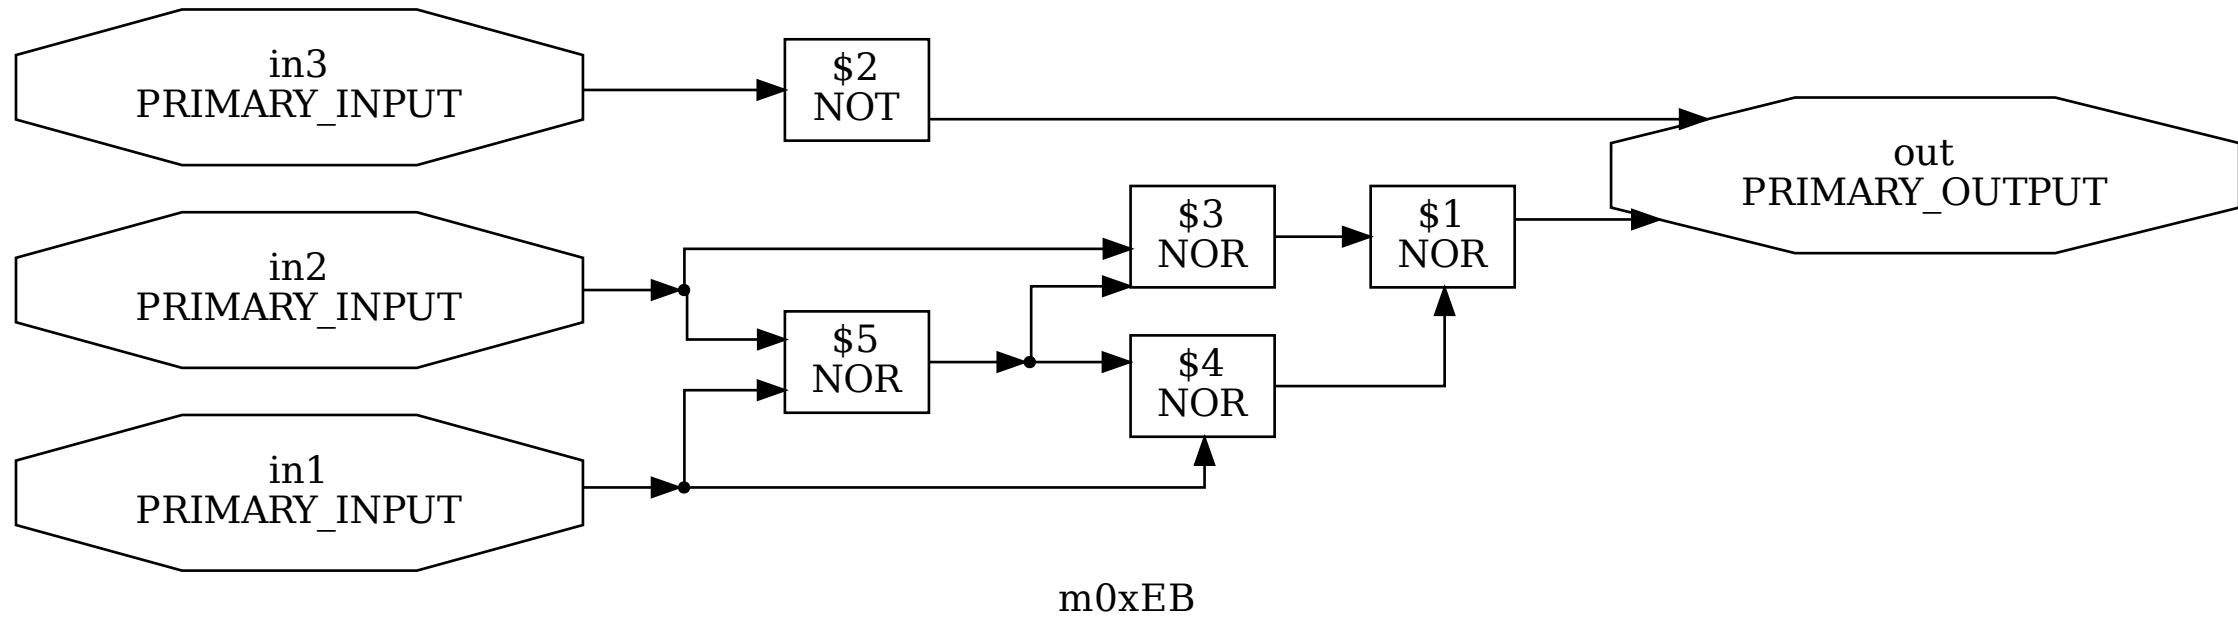 in3
PRIMARY_INPUT
$2
NOT
out
PRIMARY_OUTPUT
in2
PRIMARY_INPUT
$3
NOR
$1
NOR
$5
NOR
$4
NOR
in1
PRIMARY_INPUT
m0xEB